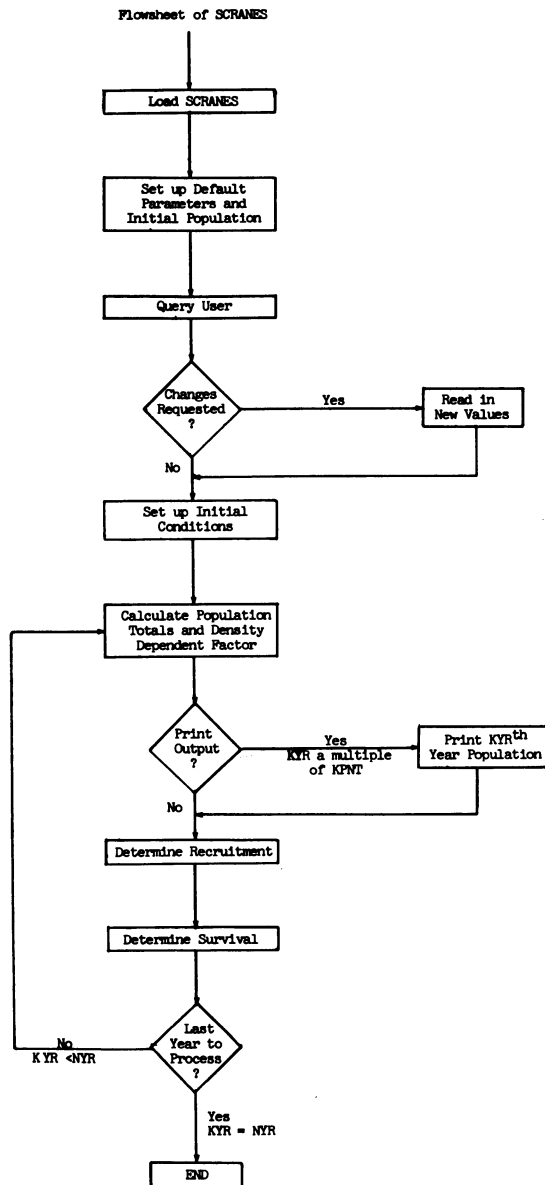 Flowsheet of SCRANES
Load SCRANES
Set up Default
Parameters and
Initial Population
Query User
Changes
Requested
?
Yes
Read in
New Values
No
Set up Initial
Conditions
Calculate Population
Totals and Density
Dependent Factor
Print
Output
?
Yes
KYR a multiple
of KPNT
Print KYRth
Year Population
No
Determine Recruitment
Determine Survival
Last
Year to
Process
?
No
KYR <NYR
Yes
KYR = NYR
END